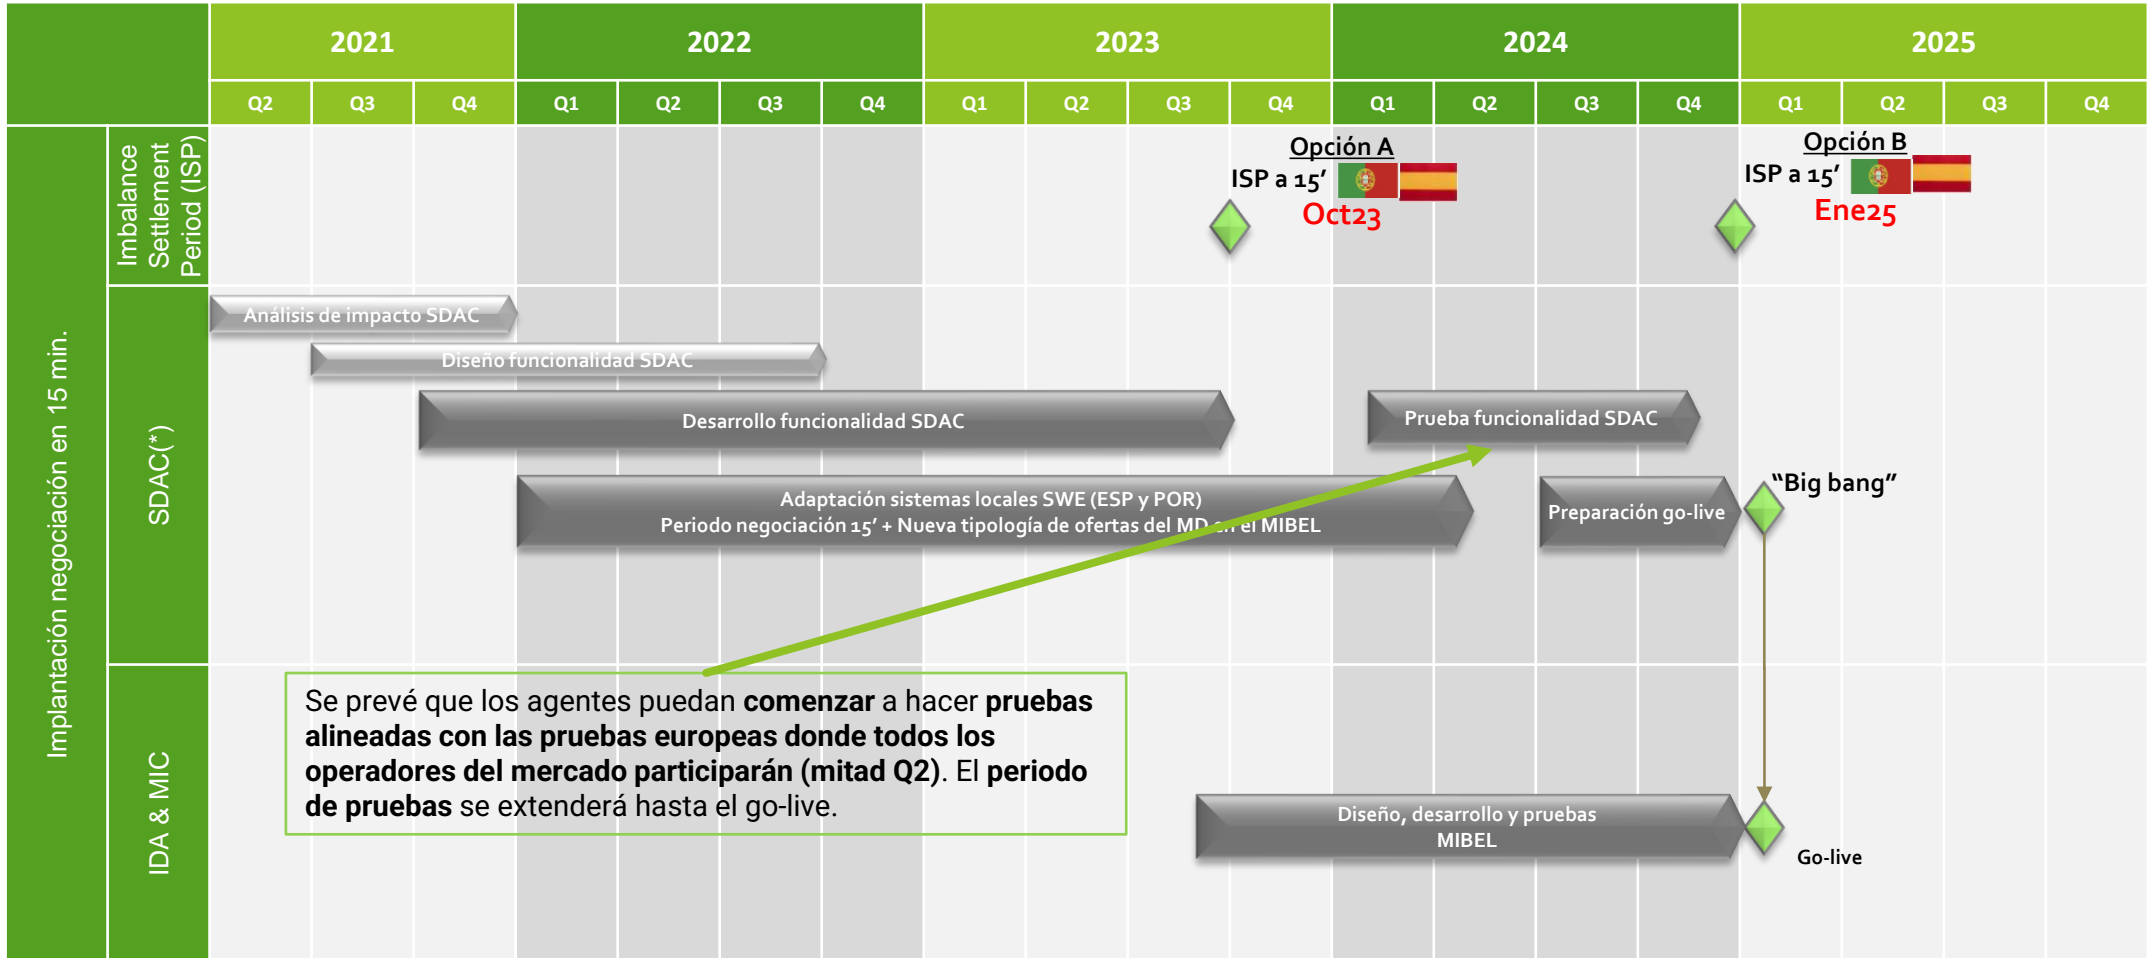 2021
2022
2023
2024
2025
Q2
Q3
Q4
Q1
Q2
Q3
Q4
Q1
Q2
Q3
Q4
Q1
Q2
Q3
Q4
Q1
Q2
Q3
Q4
Implantación negociación en 15 min.
Imbalance
Settlement
Period (ISP)
Opción A
ISP a 15’
Oct23
Opción B
ISP a 15’
Ene25
SDAC(*)
Análisis de impacto SDAC
Diseño funcionalidad SDAC
Desarrollo funcionalidad SDAC
Prueba funcionalidad SDAC
Adaptación sistemas locales SWE (ESP y POR)
Periodo negociación 15’ + Nueva tipología de ofertas del MD en el MIBEL
Preparación go-live
“Big bang”
IDA & MIC
Se prevé que los agentes puedan comenzar a hacer pruebas
alineadas con las pruebas europeas donde todos los
operadores del mercado participarán (mitad Q2). El periodo
de pruebas se extenderá hasta el go-live.
Diseño, desarrollo y pruebas
MIBEL
Go-live